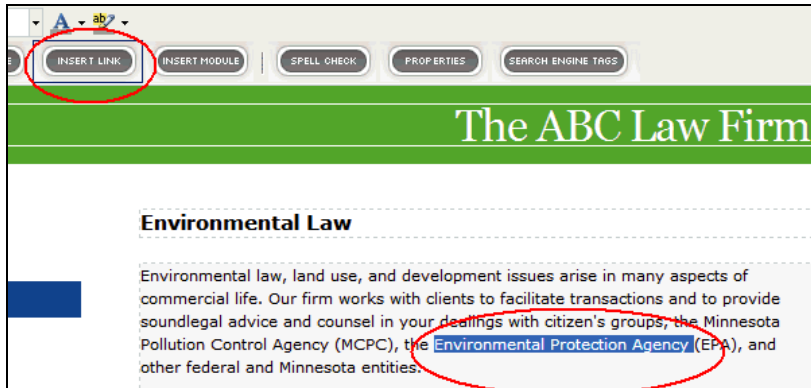 A ab
E INSERT LINK INSERT MODULE SPELL CHECK PROPERTIES SEARCH ENGINE TAGS
The ABC Law Firm
Environmental Law
Environmental law, land use, and development issues arise in many aspects of
commercial life. Our firm works with clients to facilitate transactions and to provide
soundlegal advice and counsel in your dealings with citizen's groups, the Minnesota
Pollution Control Agency (MCPC), the Environmental Protection Agency (EPA), and
other federal and Minnesota entities.